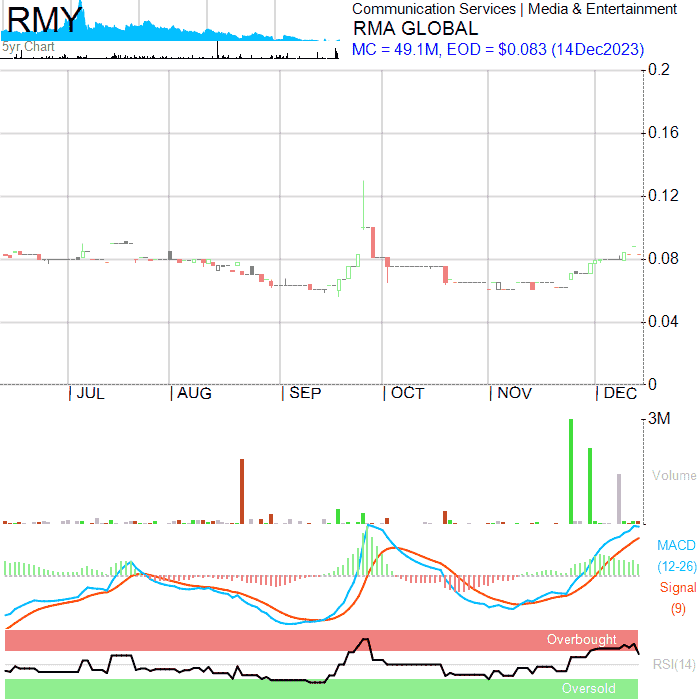 RMY
5yr Chart
Communication Services | Media & Entertainment
RMA GLOBAL
MC = 49.1M, EOD = $0.083 (14Dec2023)
0.2
0.16
0.12
0.08
0.04
0
| JUL | AUG | SEP | OCT | NOV | DEC
3M
Volume
MACD
(12-26)
Signal
(9)
Overbought
RSI(14)
Oversold